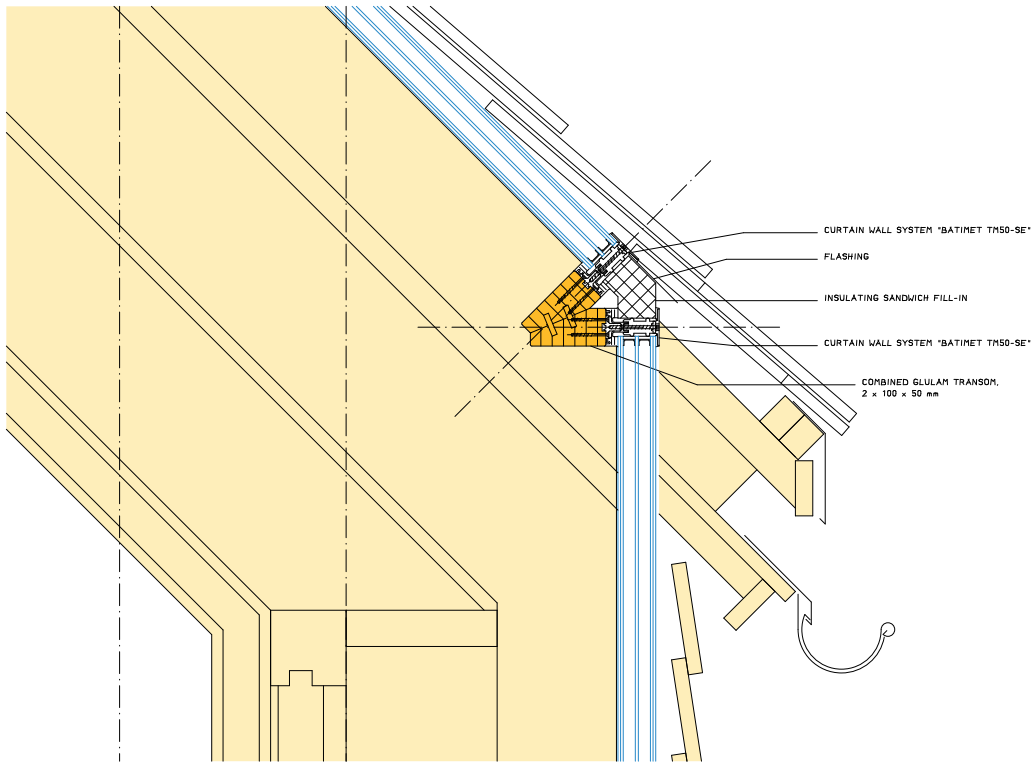 CURTAIN WALL SYSTEM "BATIMET TM50-SE"
FLASHING
INSULATING SANDWICH FILL-IN
CURTAIN WALL SYSTEM "BATIMET TM50-SE"
COMBINED GLULAM TRANSOM,
2 x 100 x 50 mm